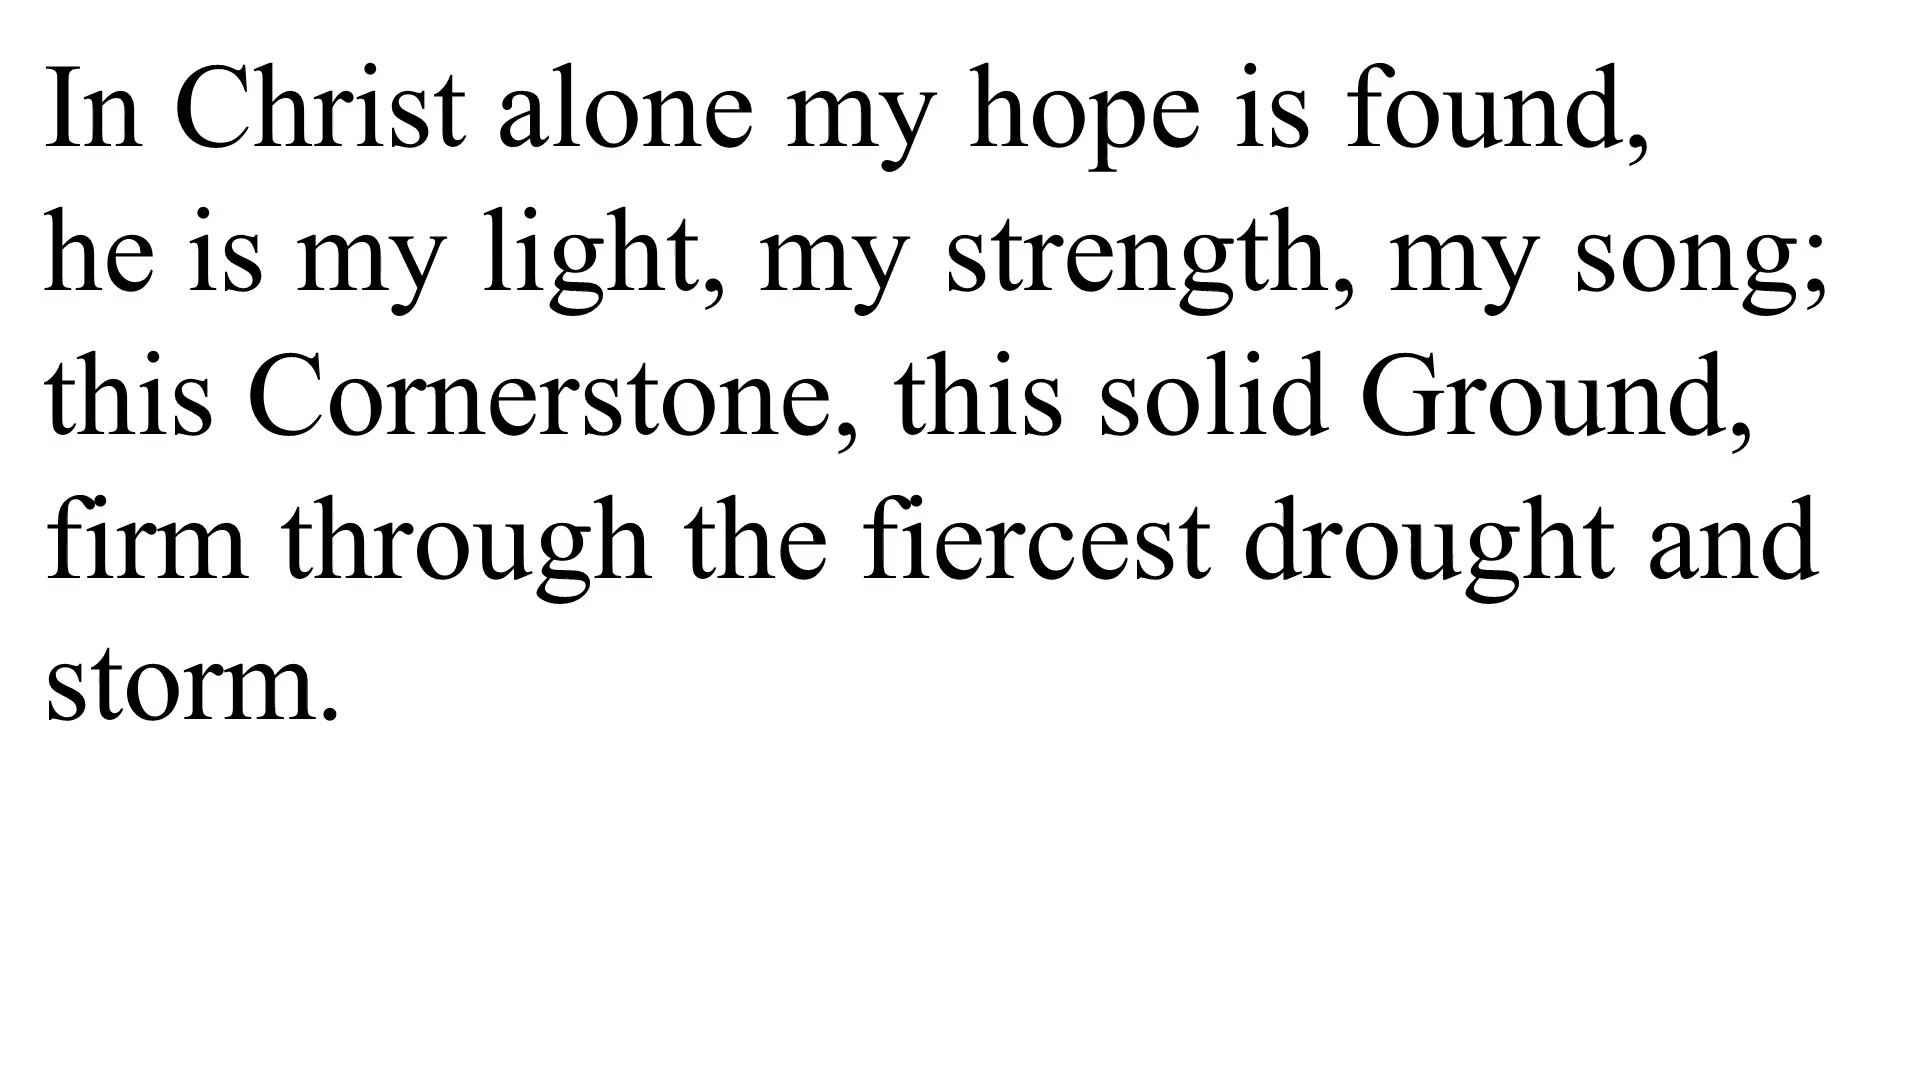 In Christ alone my hope is found,
he is my light, my strength, my song;
this Cornerstone, this solid Ground,
firm through the fiercest drought and
storm.